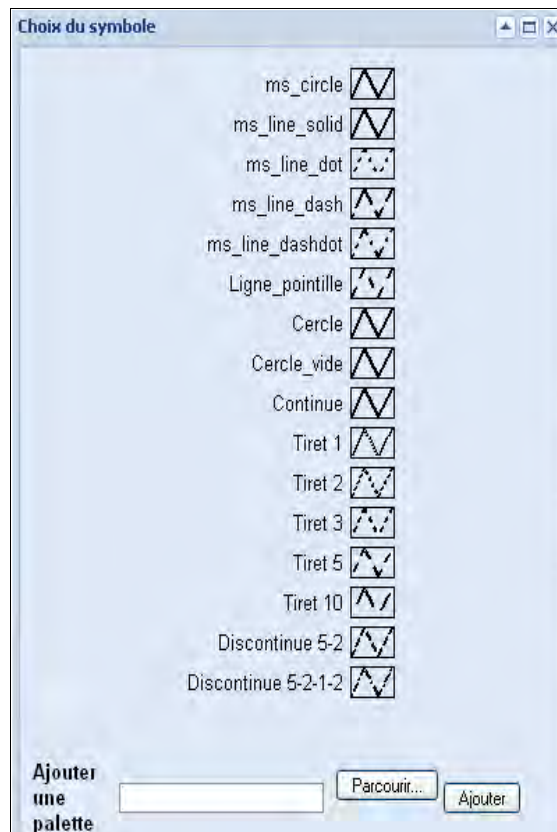 Choix du symbole
ms_circle
ms_line_solid
ms_line_dot
ms_line_dash
ms_line_dashdot
Ligne_pointille
Cercle
Cercle_vide
Continue
Tiret 1
Tiret 2
Tiret 3
Tiret 5
Tiret 10
Discontinue 5-2
Discontinue 5-2-1-2
Ajouter
une
palette
Parcourir...
Ajouter